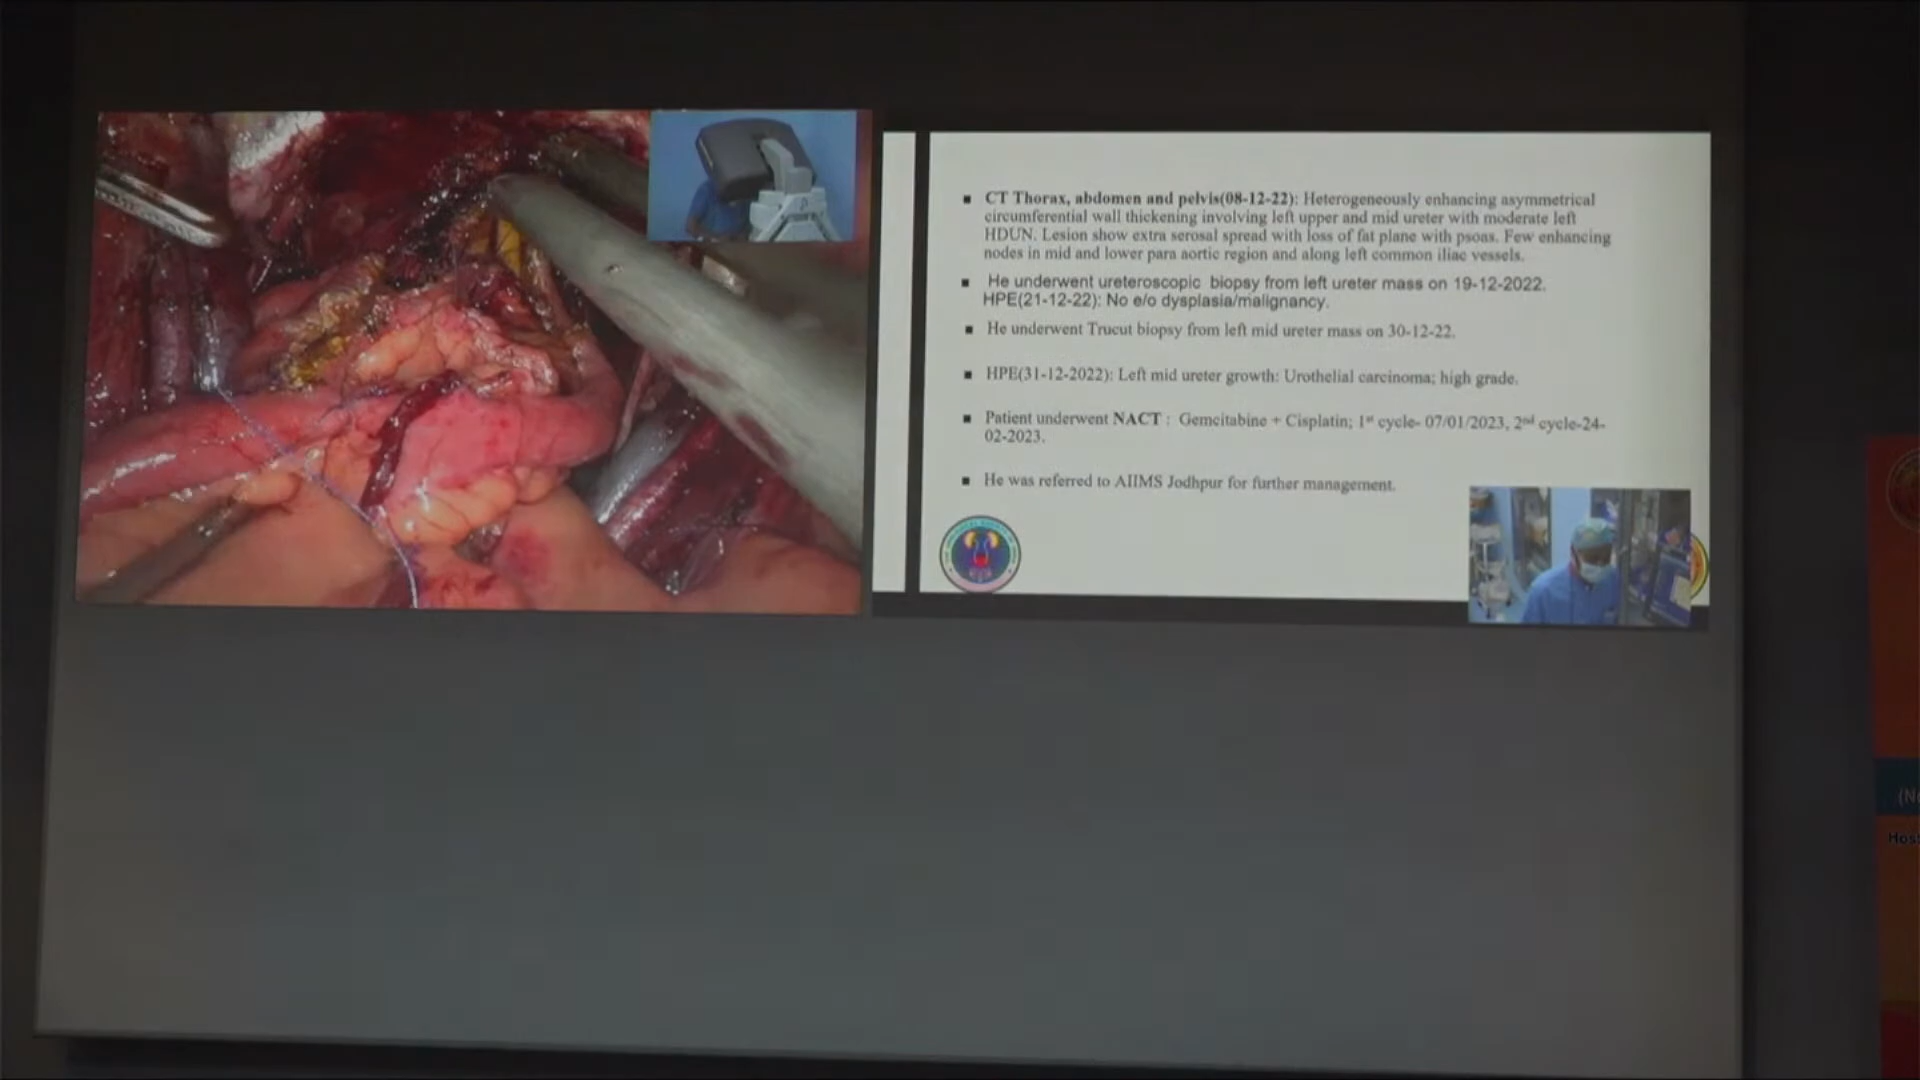 ▪ CT Thorax, abdomen and pelvis(08-12-22): Heterogeneously enhancing asymmetrical
circumferential wall thickening involving left upper and mid ureter with moderate left
HDUN. Lesion show extra serosal spread with loss of fat plane with psoas. Few enhancing
nodes in mid and lower para aortic region and along left common iliac vessels.
▪ He underwent ureteroscopic biopsy from left ureter mass on 19-12-2022.
HPE(21-12-22): No e/o dysplasia/malignancy.
▪ He underwent Trucut biopsy from left mid ureter mass on 30-12-22.
▪ HPE(31-12-2022): Left mid ureter growth: Urothelial carcinoma; high grade.
▪ Patient underwent NACT : Gemcitabine + Cisplatin; 1st cycle- 07/01/2023, 2nd cycle-24-
02-2023.
▪ He was referred to AIIMS Jodhpur for further management.
(No
Host